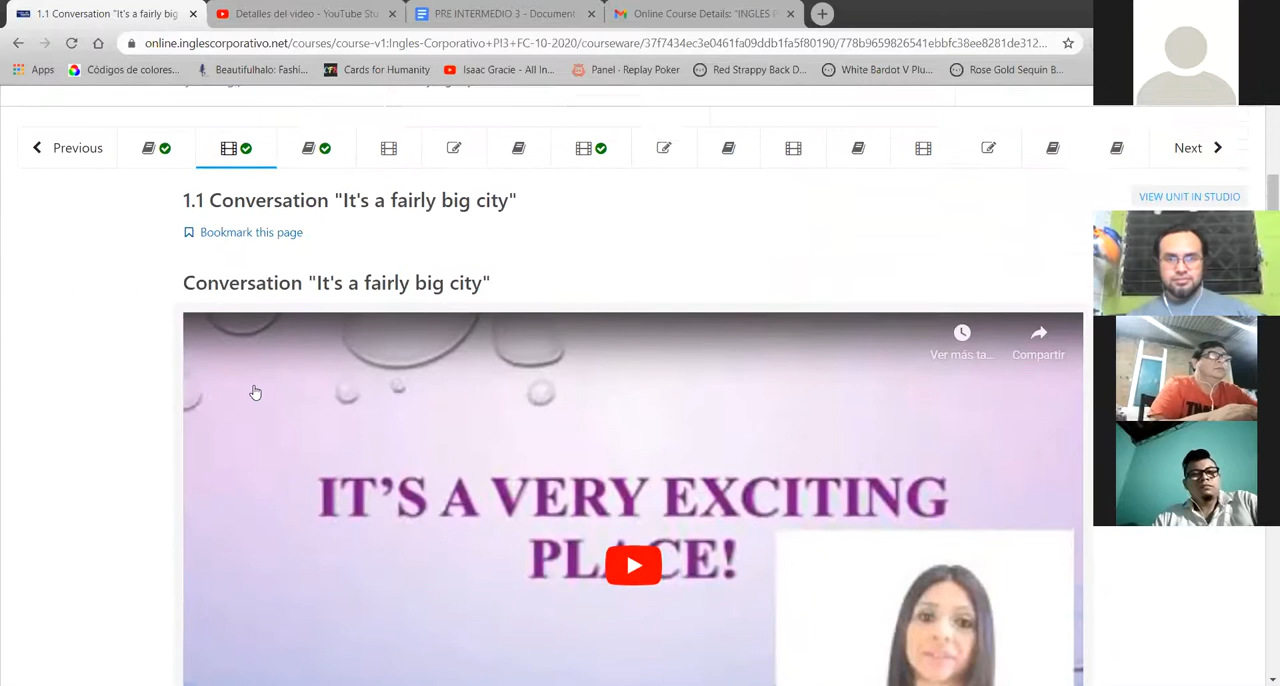 1.1 Conversation "It's a fairly big
Detalles del video - YouTube Stu
PRE INTERMEDIO 3 - Document
Online Course Details: "INGLES P
online.inglescorporativo.net/courses/course-v1:Ingles-Corporativo+PI3+FC-10-2020/courseware/37f7434ec3e0461fa09ddb1fa5f80190/778b9659826541ebbfc38ee8281de312...
Apps
Códigos de colores...
Beautifulhalo: Fashi...
Cards for Humanity
Isaac Gracie - All In...
Panel · Replay Poker
Red Strappy Back D...
White Bardot V Plu...
Rose Gold Sequin B...
Previous
Next
VIEW UNIT IN STUDIO
1.1 Conversation "It's a fairly big city"
Bookmark this page
Conversation "It's a fairly big city"
Ver más ta...
Compartir
IT'S A VERY EXCITING
PLACE!